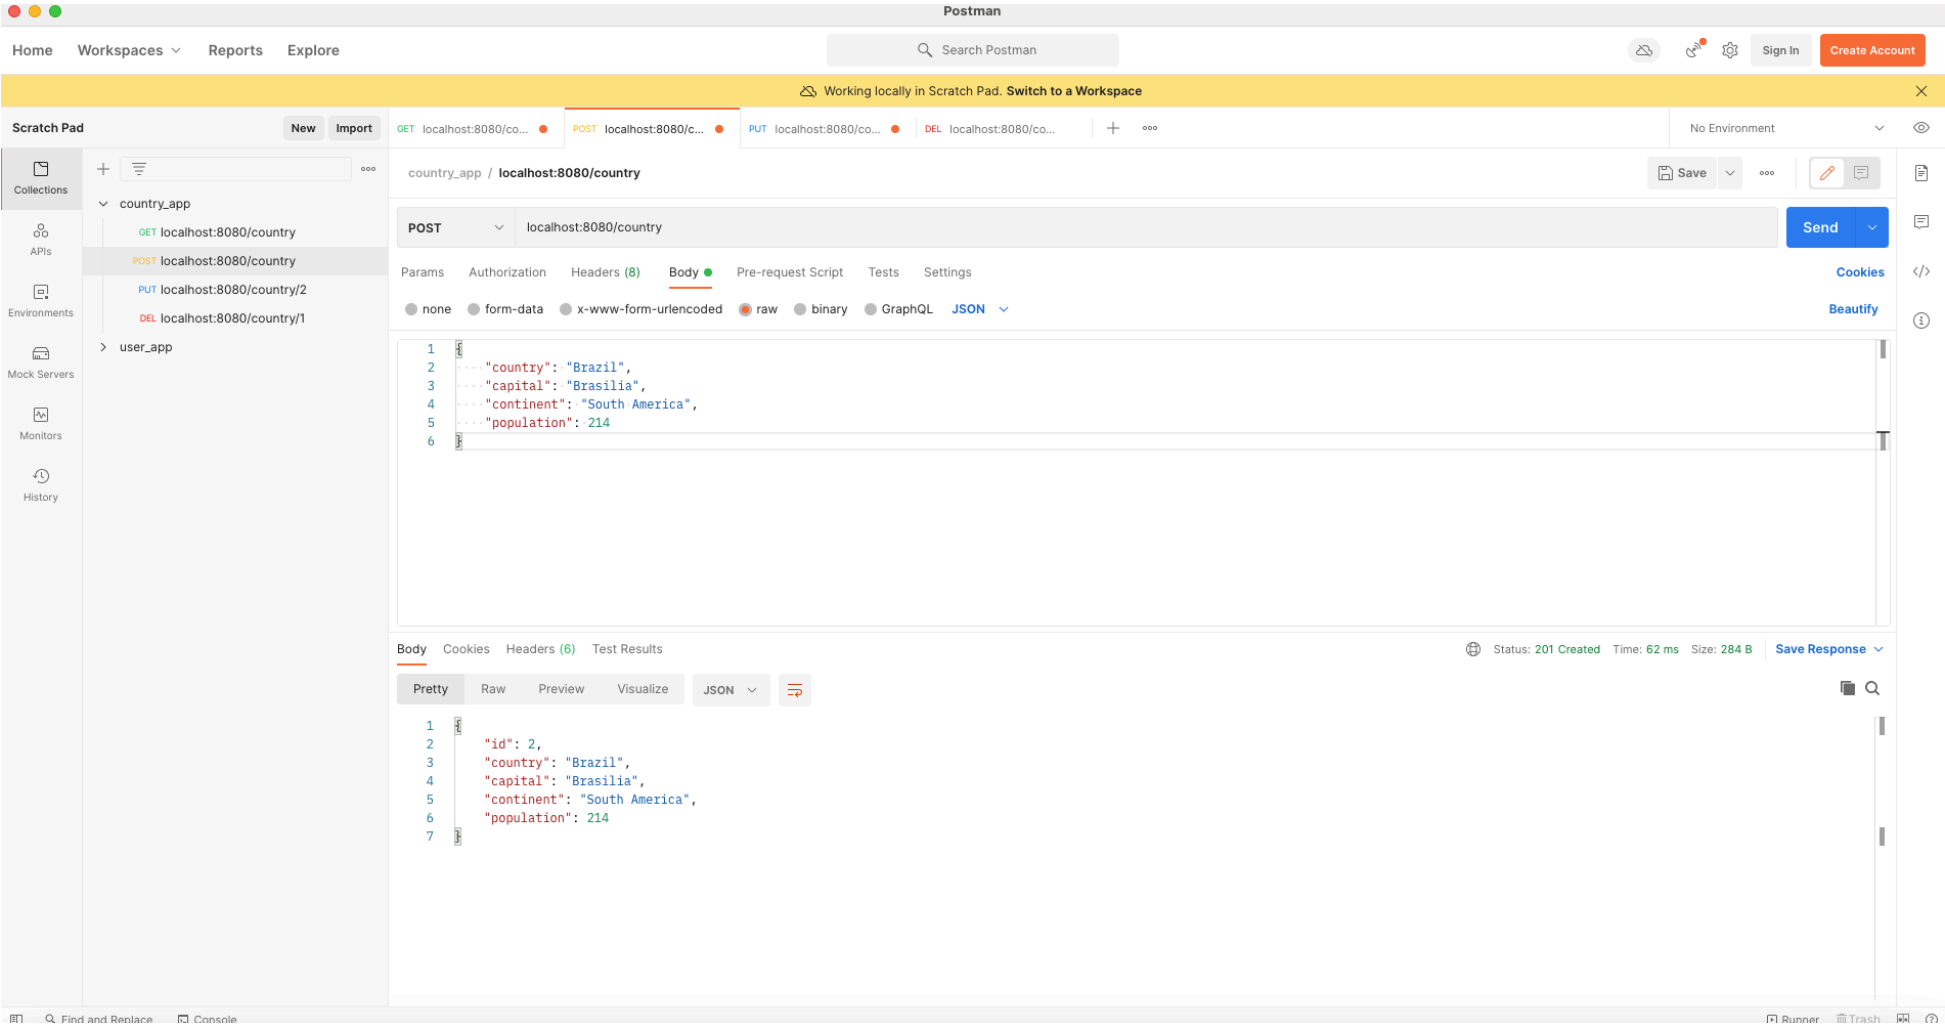 Postman
Home Workspaces Reports Explore Search Postman Sign In Create Account
Working locally in Scratch Pad. Switch to a Workspace
Scratch Pad New Import
GET localhost:8080/co... POST localhost:8080/c... PUT localhost:8080/co... DEL localhost:8080/co... No Environment
Collections
APIs
Environments
Mock Servers
Monitors
History
country_app
GET localhost:8080/country
POST localhost:8080/country
PUT localhost:8080/country/2
DEL localhost:8080/country/1
user_app
country_app / localhost:8080/country Save
POST localhost:8080/country Send
Params Authorization Headers (8) Body Pre-request Script Tests Settings Cookies
none form-data x-www-form-urlencoded raw binary GraphQL JSON Beautify
1 {
2 "country": "Brazil",
3 "capital": "Brasilia",
4 "continent": "South America",
5 "population": 214
6 }
Body Cookies Headers (6) Test Results Status: 201 Created Time: 62 ms Size: 284 B Save Response
Pretty Raw Preview Visualize JSON
1 {
2 "id": 2,
3 "country": "Brazil",
4 "capital": "Brasilia",
5 "continent": "South America",
6 "population": 214
7 }
Find and Replace Console Runner Trash